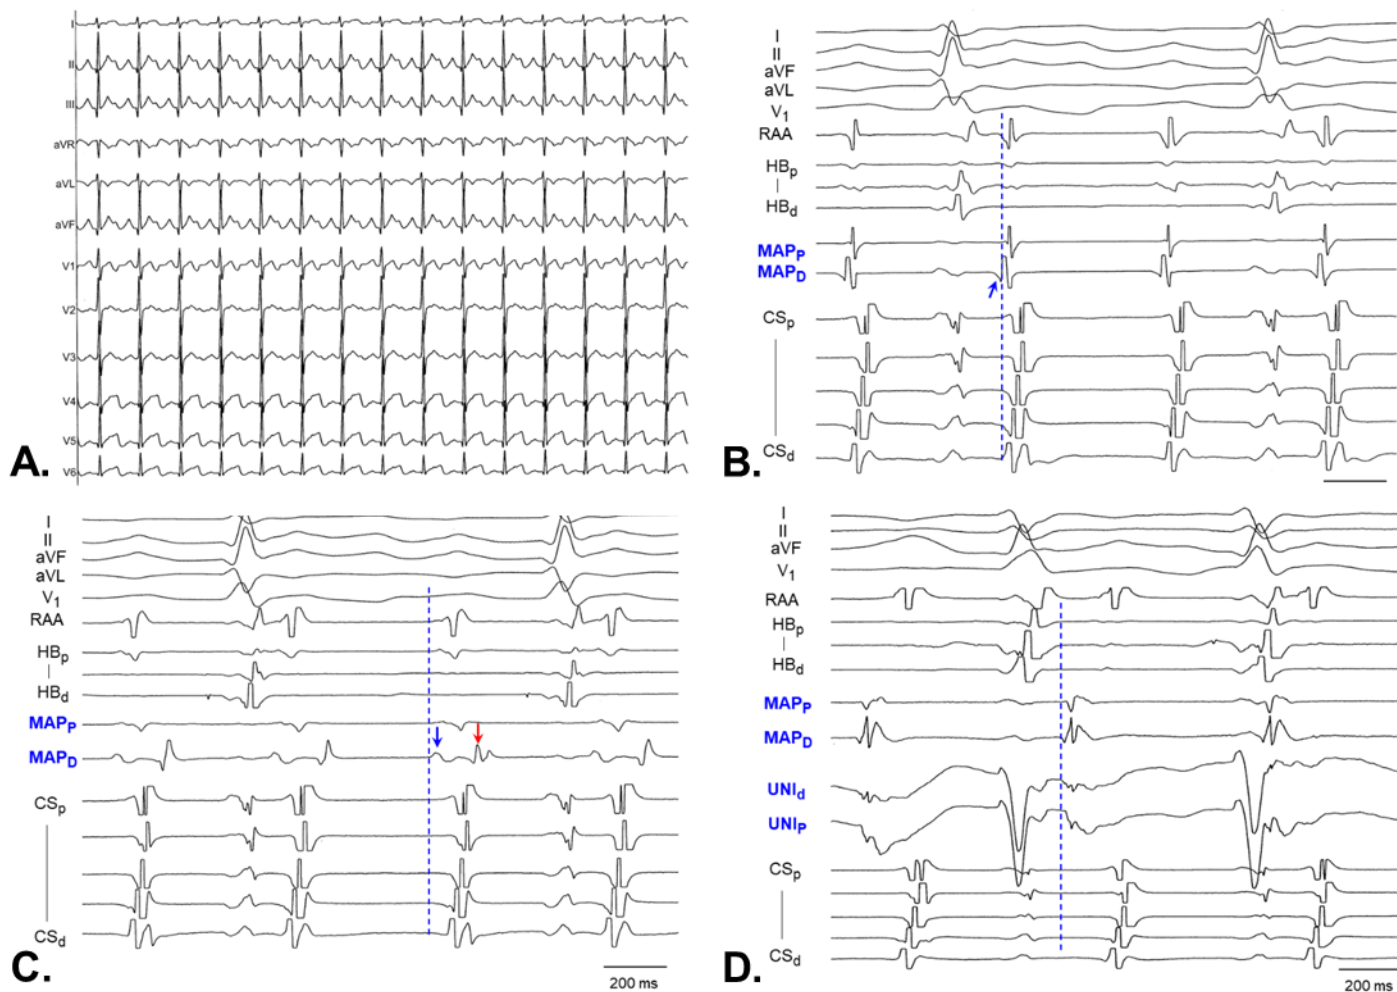 I
II
III
aVR
aVL
aVF
V1
V2
V3
V4
V5
V6
A.
I
II
aVF
aVL
V1
RAA
HBp
HBd
MAPP
MAPD
CSp
CSd
B.
I
II
aVF
aVL
V1
RAA
HBp
HBd
MAPP
MAPD
CSp
CSd
C.
200 ms
I
II
aVF
V1
RAA
HBp
HBd
MAPP
MAPD
UNId
UNIP
CSp
CSd
D.
200 ms